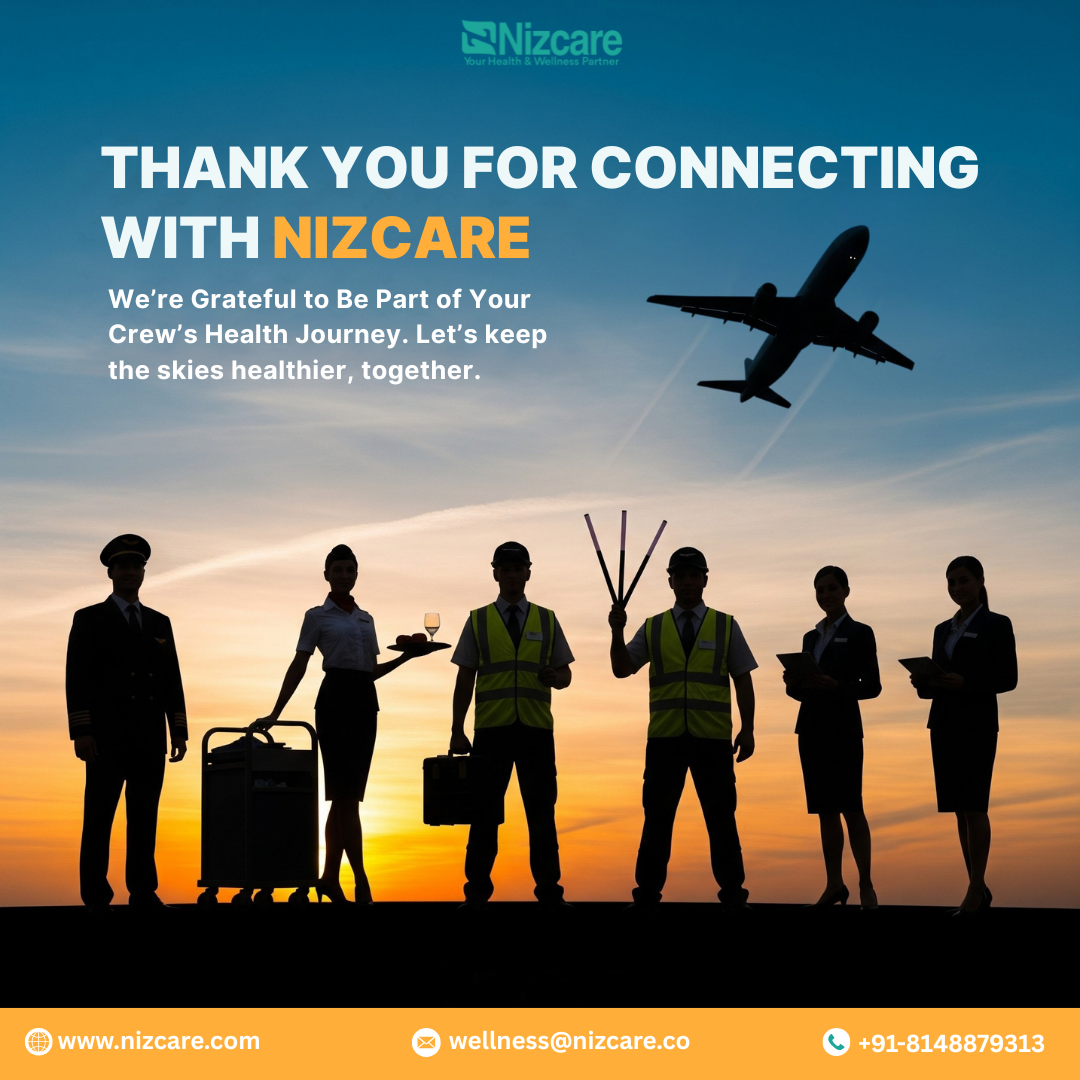 Nizcare
Your Health & Wellness Partner
THANK YOU FOR CONNECTING
WITH NIZCARE
We’re Grateful to Be Part of Your
Crew’s Health Journey. Let’s keep
the skies healthier, together.
www.nizcare.com
wellness@nizcare.co
+91-8148879313